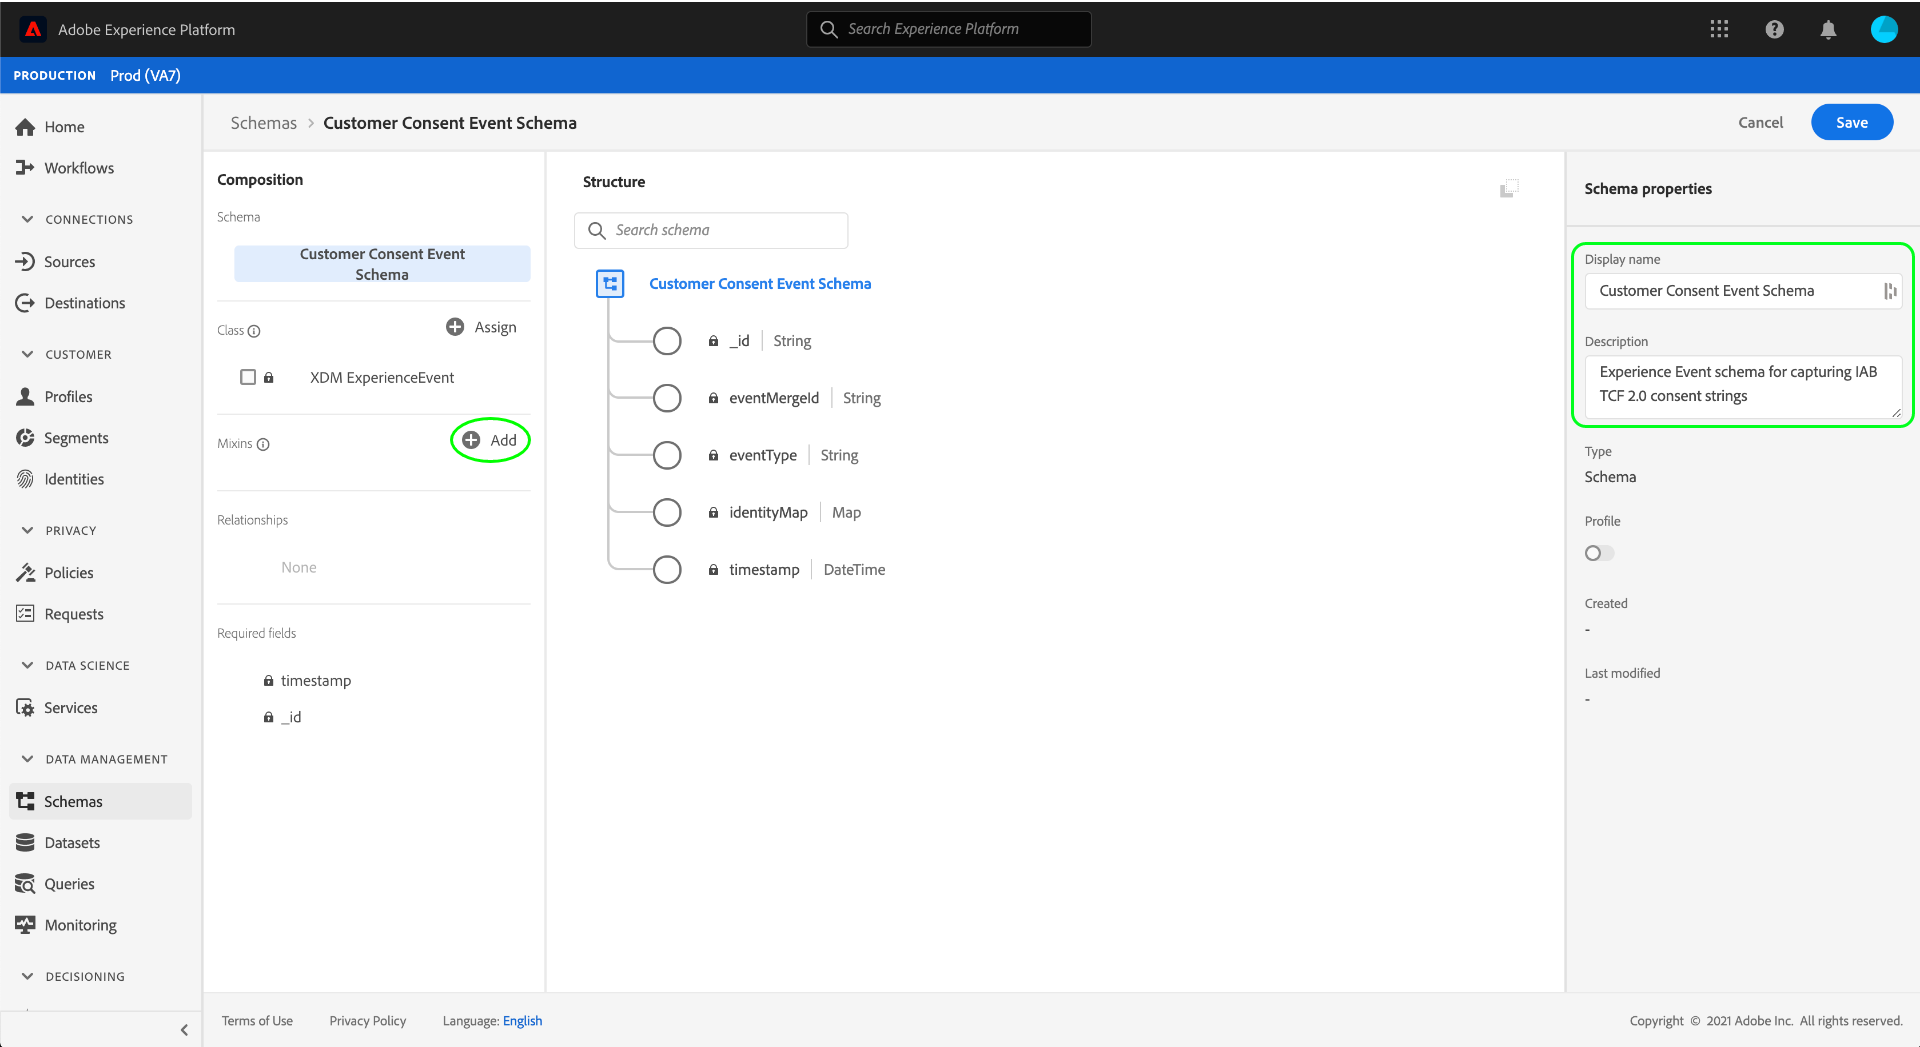 Adobe Experience Platform
Search Experience Platform
PRODUCTION Prod (VA7)
Home
Workflows
CONNECTIONS
Sources
Destinations
CUSTOMER
Profiles
Segments
Identities
PRIVACY
Policies
Requests
DATA SCIENCE
Services
DATA MANAGEMENT
Schemas
Datasets
Queries
Monitoring
DECISIONING
Schemas > Customer Consent Event Schema
Cancel
Save
Composition
Schema
Customer Consent Event
Schema
Class
Assign
XDM ExperienceEvent
Mixins
Add
Relationships
None
Required fields
timestamp
_id
Structure
Search schema
Customer Consent Event Schema
_id | String
eventMergeId | String
eventType | String
identityMap | Map
timestamp | DateTime
Schema properties
Display name
Customer Consent Event Schema
Description
Experience Event schema for capturing IAB
TCF 2.0 consent strings
Type
Schema
Profile
Created
-
Last modified
-
Terms of Use Privacy Policy Language: English
Copyright © 2021 Adobe Inc. All rights reserved.